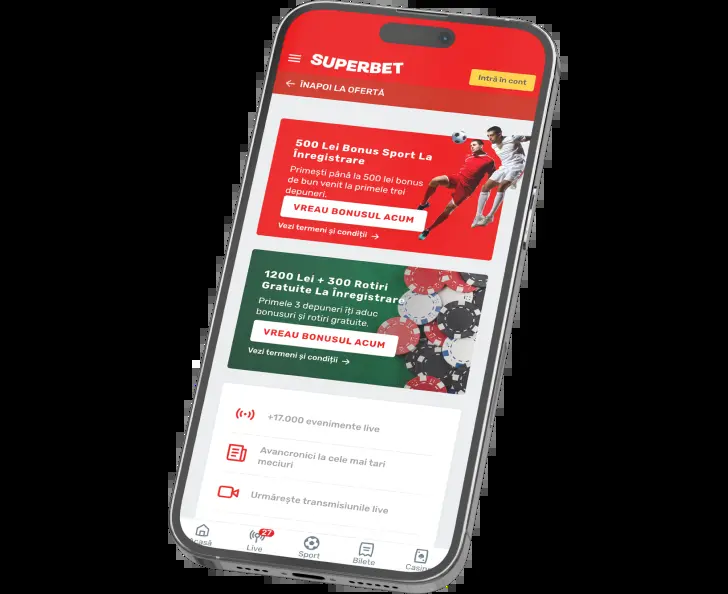 SUPERBET
Intră în cont
ÎNAPOI LA OFERTĂ
500 Lei Bonus Sport La
Înregistrare
Primești până la 500 lei bonus
de bun venit la primele trei
depuneri.
VREAU BONUSUL ACUM
Vezi termeni și condiții →
1200 Lei + 300 Rotiri
Gratuite La Înregistrare
Primele 3 depuneri îți aduc
bonusuri și rotiri gratuite.
VREAU BONUSUL ACUM
Vezi termeni și condiții →
+17.000 evenimente live
Avancronici la cele mai tari
meciuri
Urmărește transmisiunile live
27
Acasă
Live
Sport
Bilete
Casino